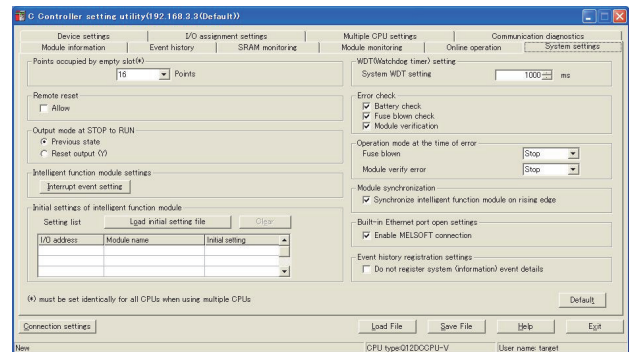 C Controller setting utility(192.168.3.3(Default))
Device settings
I/O assignment settings
Multiple CPU settings
Communication diagnostics
Module information
Event history
SRAM monitoring
Module monitoring
Online operation
System settings
Points occupied by empty slot(*)
16
Points
Remote reset
Allow
Output mode at STOP to RUN
Previous state
Reset output (Y)
Intelligent function module settings
Interrupt event setting
Initial settings of intelligent function module
Setting list
Load initial setting file
Clear
I/O address
Module name
Initial setting
(*) must be set identically for all CPUs when using multiple CPUs
WDT(Watchdog timer) setting
System WDT setting
1000
ms
Error check
Battery check
Fuse blown check
Module verification
Operation mode at the time of error
Fuse blown
Stop
Module verify error
Stop
Module synchronization
Synchronize intelligent function module on rising edge
Built-in Ethernet port open settings
Enable MELSOFT connection
Event history registration settings
Do not register system (information) event details
Default
Connection settings
Load File
Save File
Help
Exit
New
CPU type:Q12DCCPU-V
User name: target